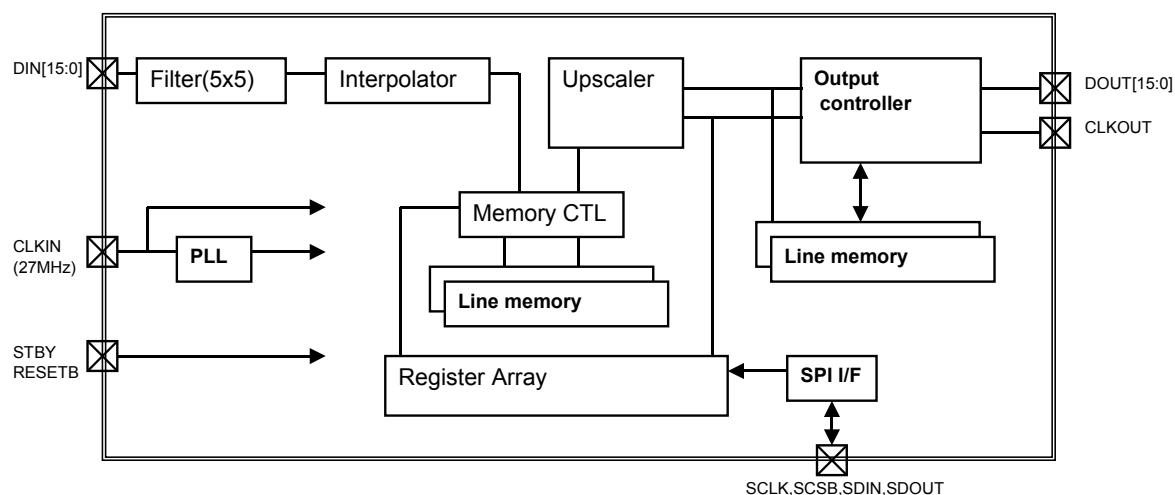 DIN[15:0]
Filter(5x5)
Interpolator
Upscaler
Output
controller
DOUT[15:0]
CLKOUT
Memory CTL
CLKIN
(27MHz)
PLL
Line memory
Line memory
STBY
RESETB
Register Array
SPI I/F
SCLK,SCSB,SDIN,SDOUT